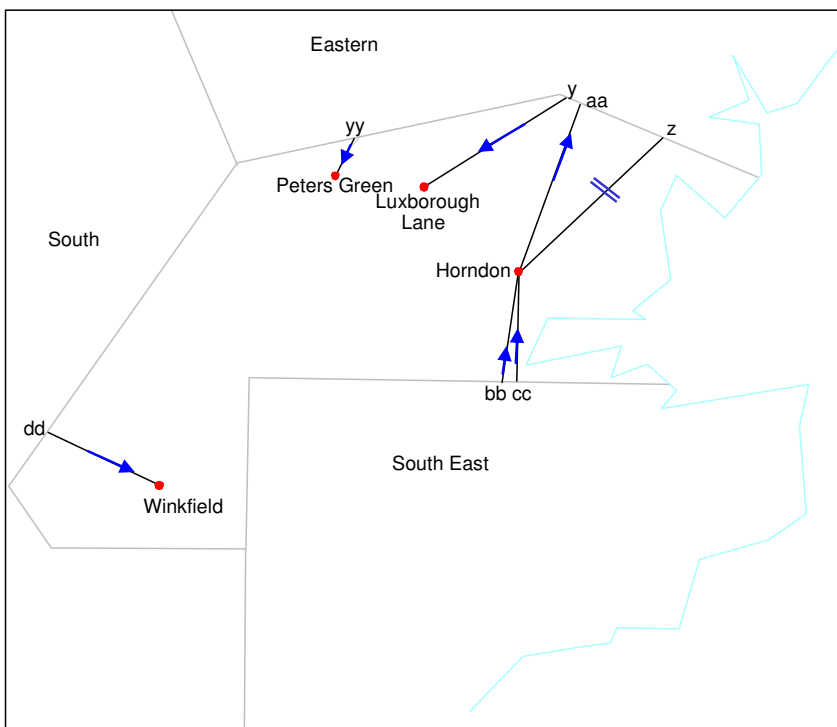 Eastern
y
aa
yy
z
Peters Green
Luxborough
Lane
South
Horndon
bb cc
dd
South East
Winkfield